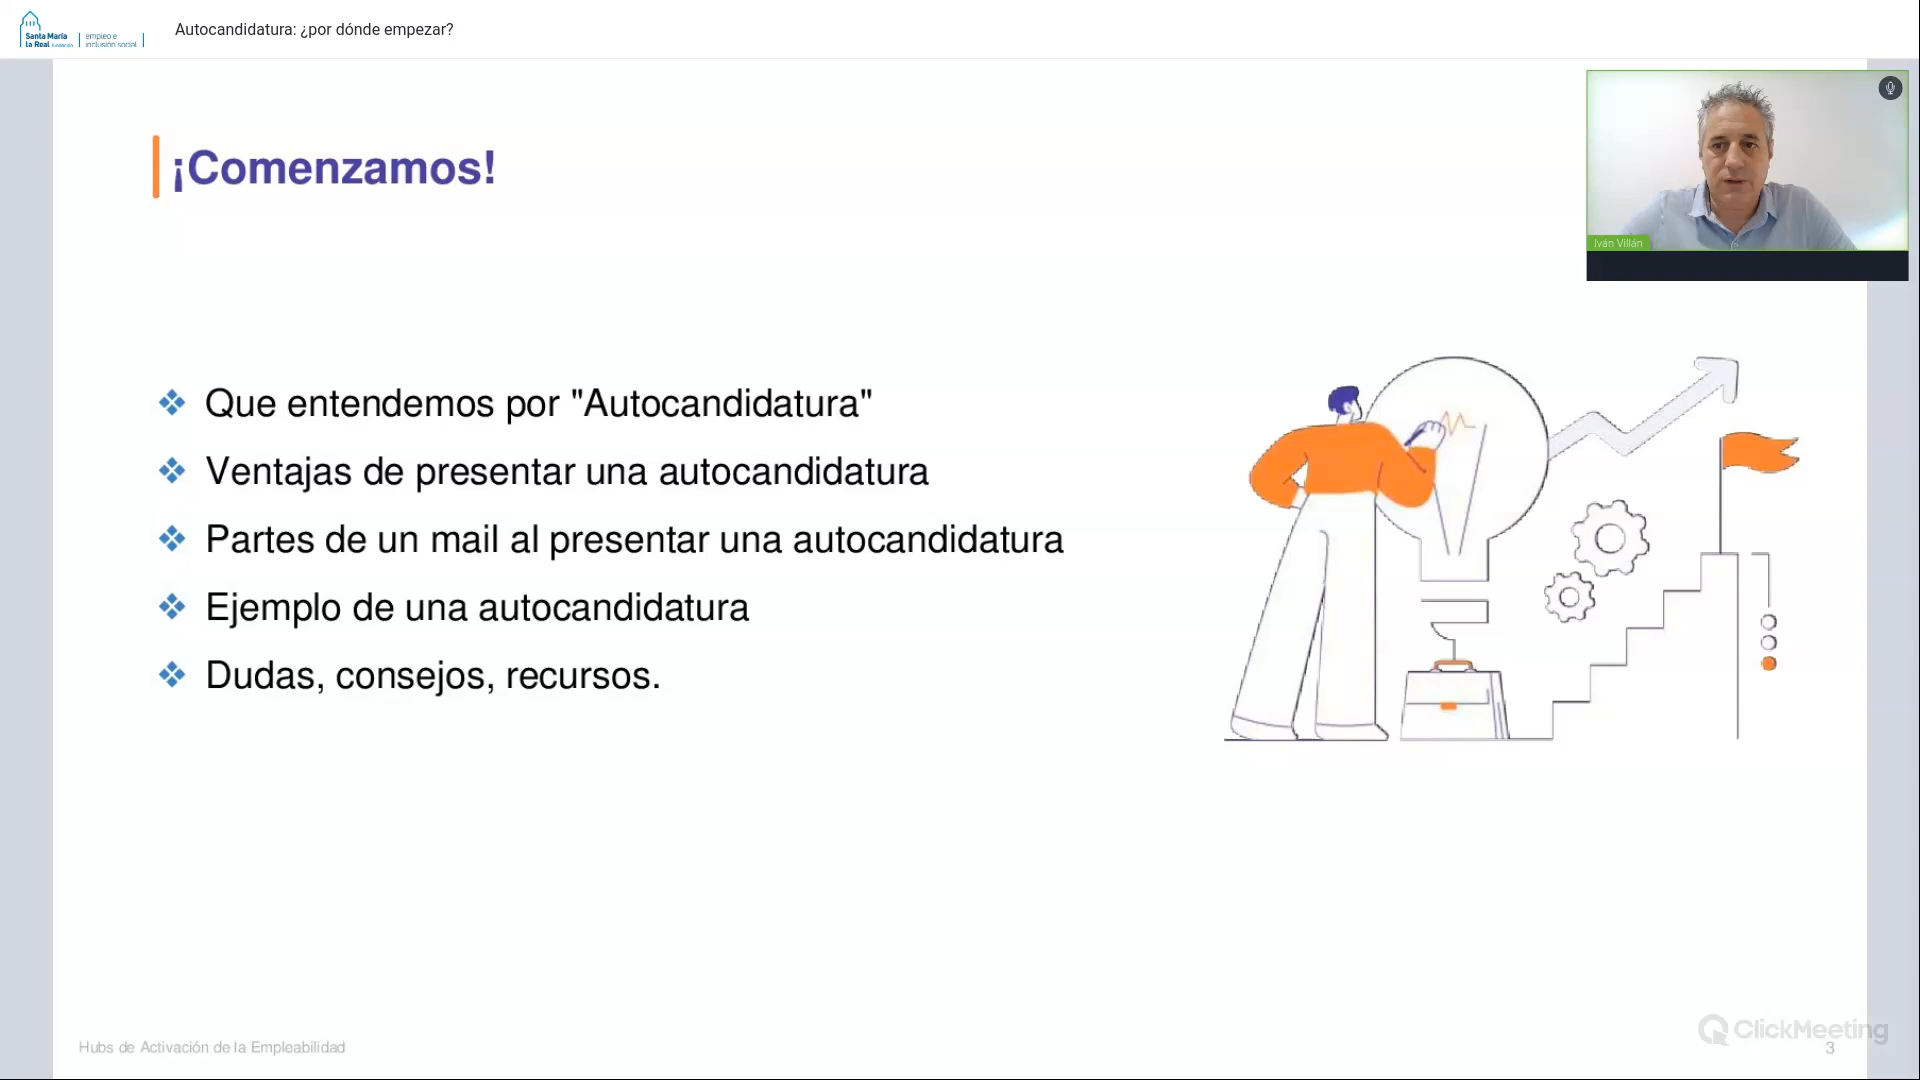 Santa María
la Real fundación
empleo e
inclusión social
Autocandidatura: ¿por dónde empezar?
¡Comenzamos!
Iván Villán
Que entendemos por "Autocandidatura"
Ventajas de presentar una autocandidatura
Partes de un mail al presentar una autocandidatura
Ejemplo de una autocandidatura
Dudas, consejos, recursos.
Hubs de Activación de la Empleabilidad
ClickMeeting
3